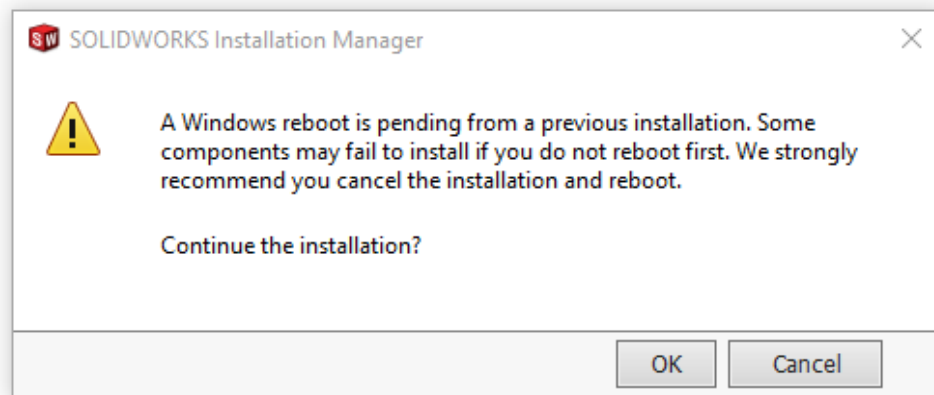 SW SOLIDWORKS Installation Manager
A Windows reboot is pending from a previous installation. Some
components may fail to install if you do not reboot first. We strongly
recommend you cancel the installation and reboot.
Continue the installation?
OK Cancel